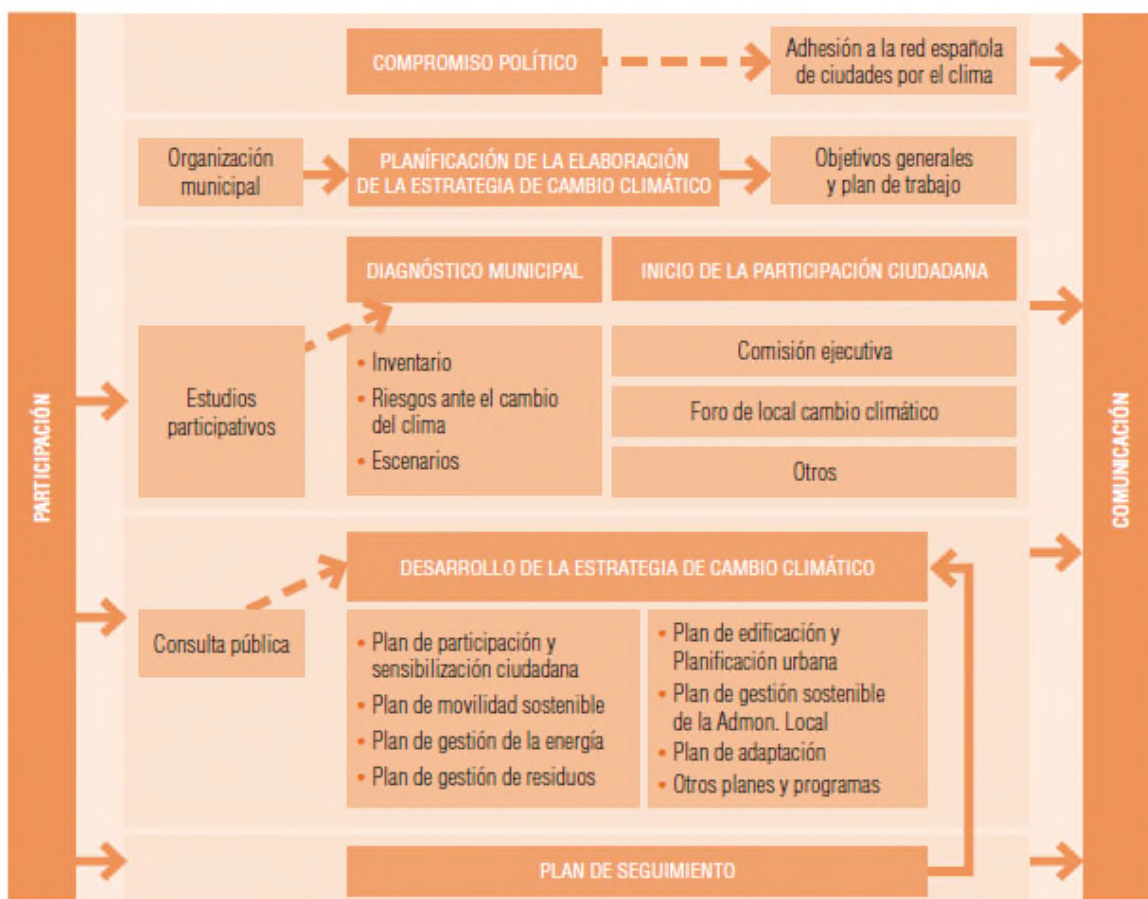 COMPROMISO POLÍTICO
Adhesión a la red española
de ciudades por el clima
Organización
municipal
PLANÍFICACIÓN DE LA ELABORACIÓN
DE LA ESTRATEGIA DE CAMBIO CLIMÁTICO
Objetivos generales
y plan de trabajo
DIAGNÓSTICO MUNICIPAL
INICIO DE LA PARTICIPACIÓN CIUDADANA
Estudios
participativos
• Inventario
• Riesgos ante el cambio
del clima
• Escenarios
Comisión ejecutiva
Foro de local cambio climático
Otros
PARTICIPACIÓN
COMUNICACIÓN
DESARROLLO DE LA ESTRATEGIA DE CAMBIO CLIMÁTICO
Consulta pública
• Plan de participación y
sensibilización ciudadana
• Plan de movilidad sostenible
• Plan de gestión de la energía
• Plan de gestión de residuos
• Plan de edificación y
Planificación urbana
• Plan de gestión sostenible
de la Admon. Local
• Plan de adaptación
• Otros planes y programas
PLAN DE SEGUIMIENTO